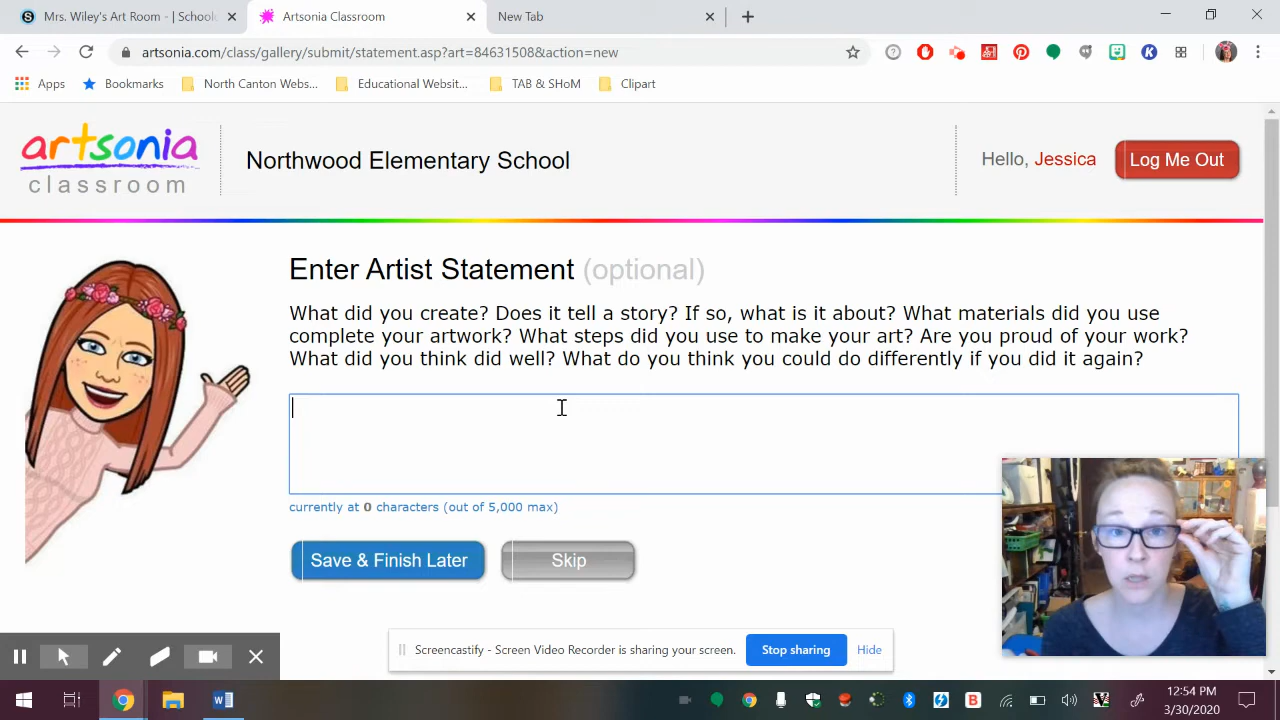 Mrs. Wiley's Art Room - | Schoolo
Artsonia Classroom
New Tab
artsonia.com/class/gallery/submit/statement.asp?art=84631508&action=new
Apps
Bookmarks
North Canton Webs...
Educational Websit...
TAB & SHoM
Clipart
artsonia
classroom
Northwood Elementary School
Hello, Jessica
Log Me Out
Enter Artist Statement (optional)
What did you create? Does it tell a story? If so, what is it about? What materials did you use
complete your artwork? What steps did you use to make your art? Are you proud of your work?
What did you think did well? What do you think you could do differently if you did it again?
currently at 0 characters (out of 5,000 max)
Save & Finish Later
Skip
Screencastify - Screen Video Recorder is sharing your screen.
Stop sharing
Hide
12:54 PM
3/30/2020